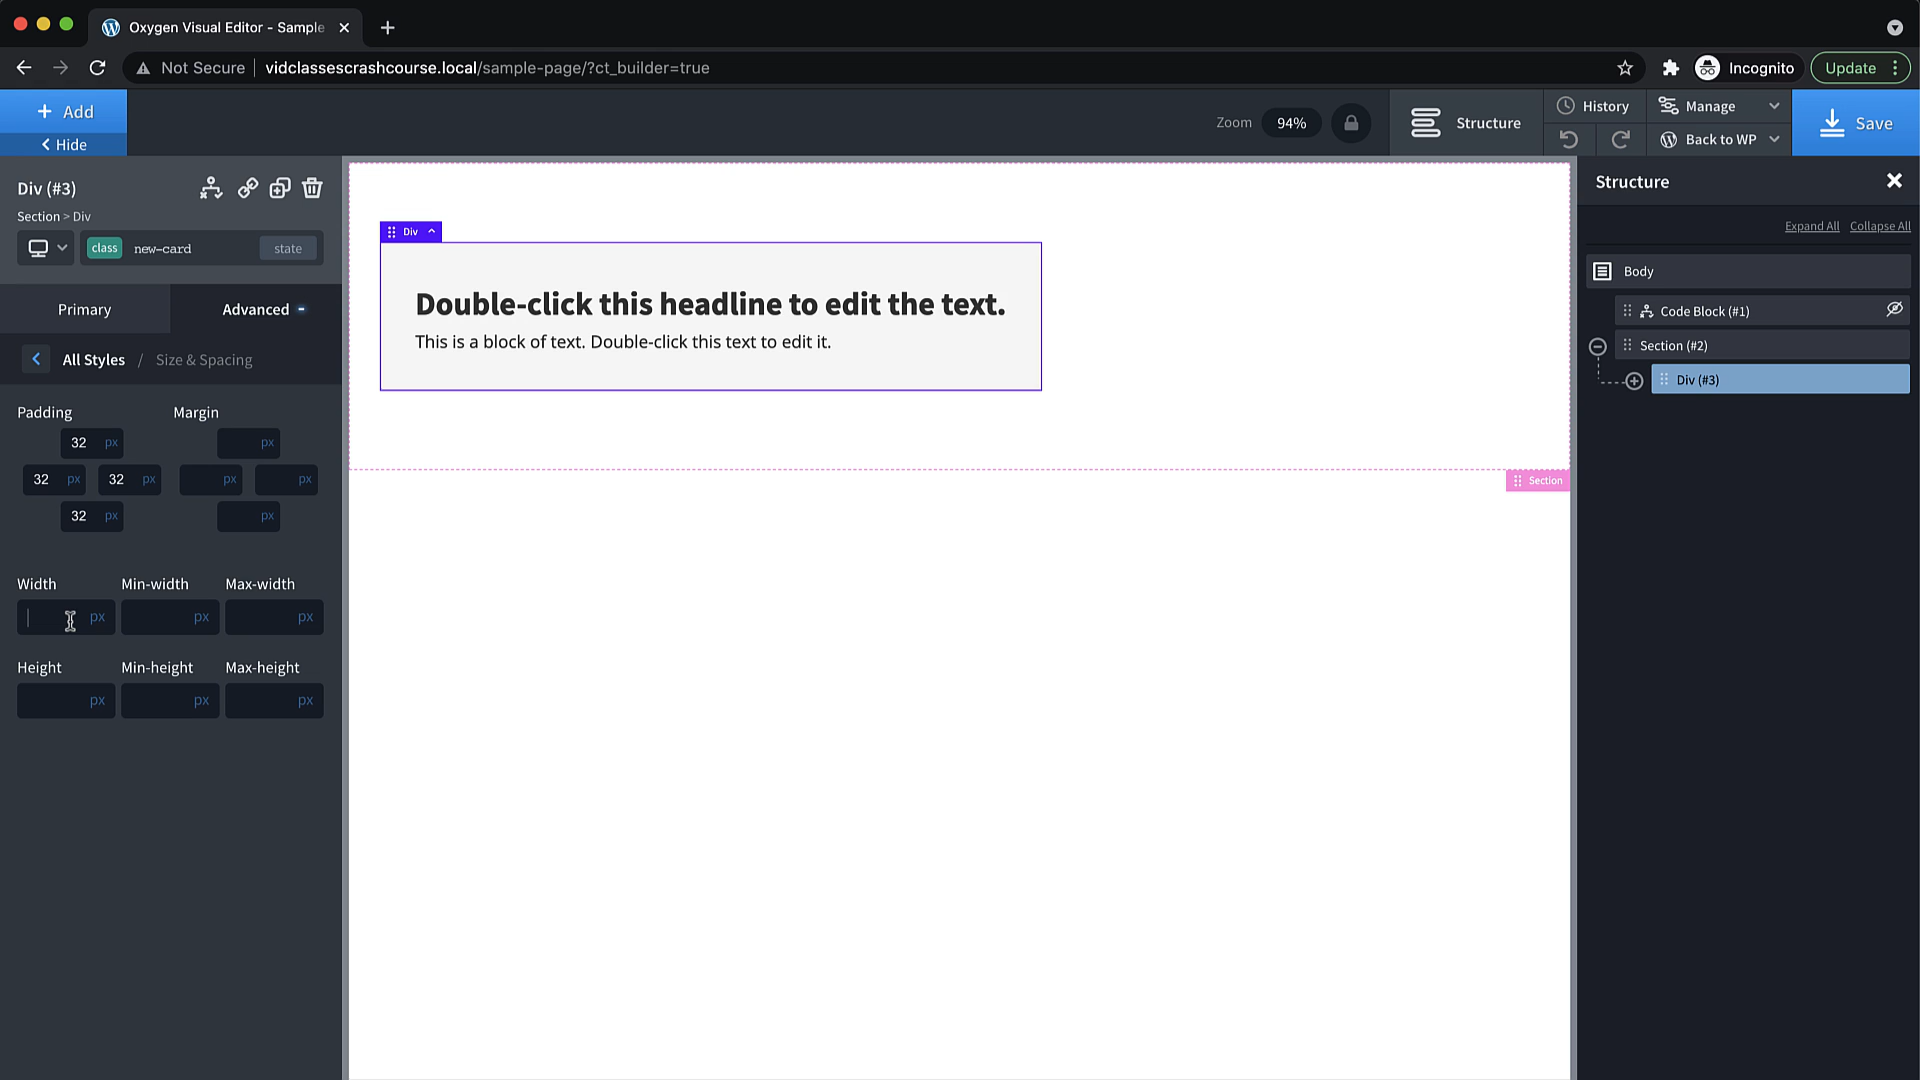 Oxygen Visual Editor - Sample
Not Secure
vidclassescrashcourse.local/sample-page/?ct_builder=true
Incognito
Update
+ Add
Hide
Zoom
94%
Structure
History
Manage
Back to WP
Save
Div (#3)
Section > Div
class
new-card
state
Primary
Advanced
All Styles / Size & Spacing
Padding
Margin
32 px
px
32 px
32 px
px
px
32 px
px
Width
Min-width
Max-width
px
px
px
Height
Min-height
Max-height
px
px
px
Div
Double-click this headline to edit the text.
This is a block of text. Double-click this text to edit it.
Section
Structure
Expand All
Collapse All
Body
Code Block (#1)
Section (#2)
Div (#3)